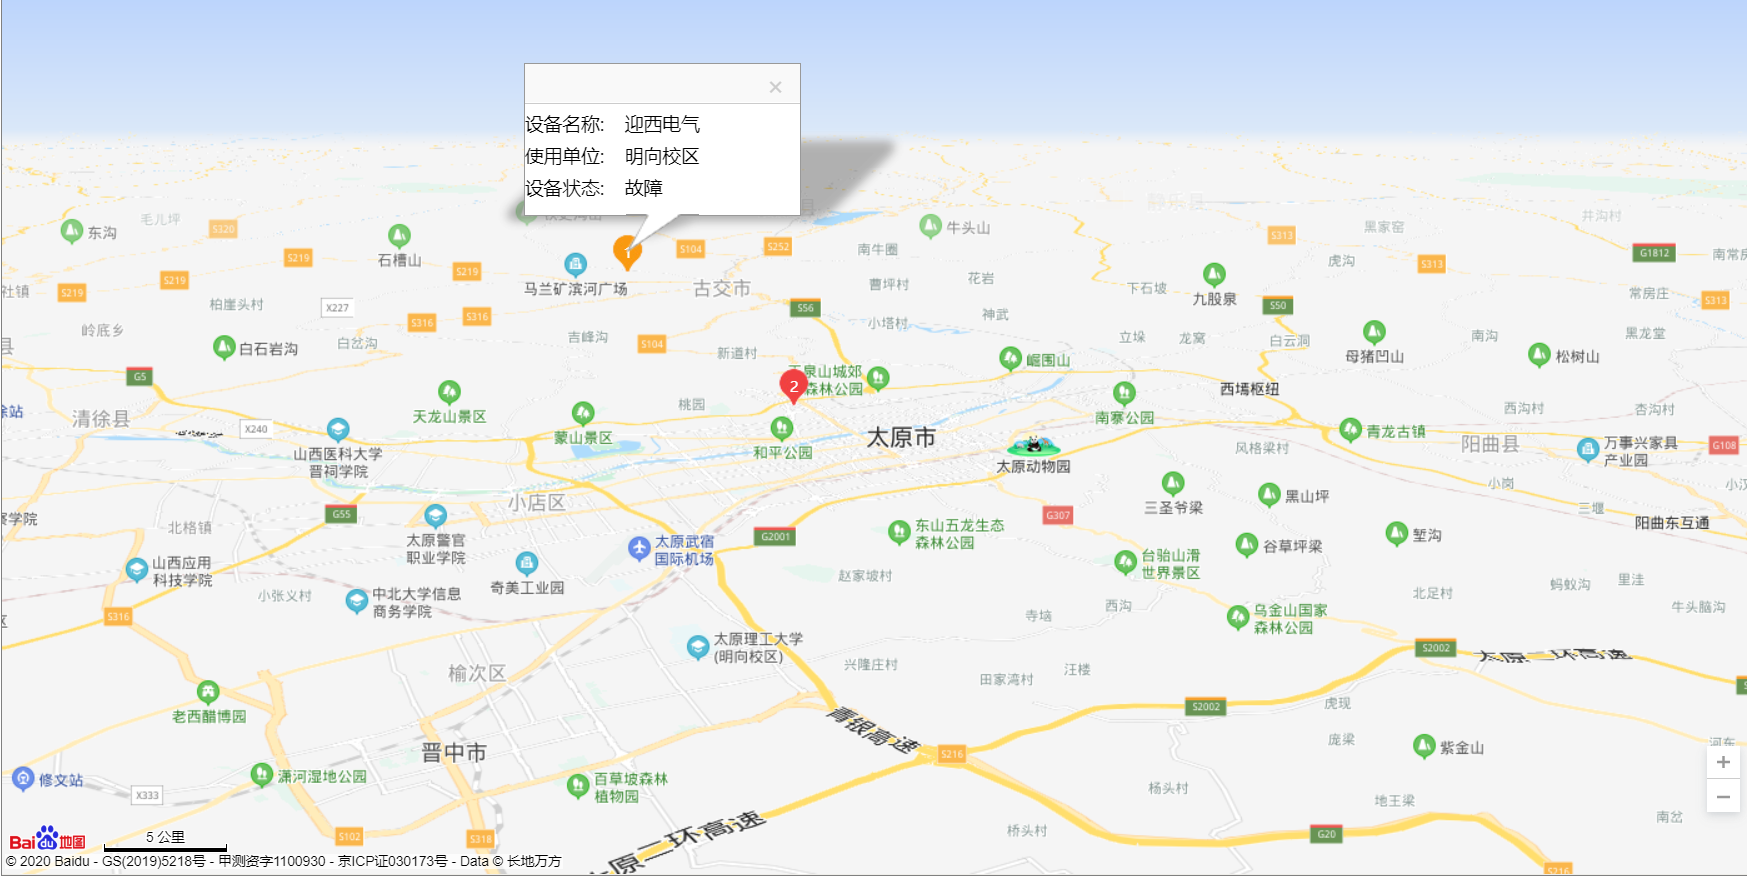 设备名称: 迎西电气
使用单位: 明向校区
设备状态: 故障
东沟
毛儿坪
S320
石槽山
S219
S219
S219
S219
社镇
柏崖头村
X227
岭底乡
白石岩沟
白岔沟
S316
S316
马兰矿滨河广场
1
S104
S252
古交市
吉峰沟
S104
新道村
S56
牛头山
南牛圈
曹坪村
花岩
小塔村
神武
静乐县
下石坡
九股泉
S313
虎沟
黑家窑
S313
井沟村
G1812
南常房
常房庄
S313
S50
立垛
龙窝
白云洞
母猪凹山
南沟
松树山
黑龙堂
县
G5
清徐县
徐站
X240
天龙山景区
山西医科大学
晋祠学院
蒙山景区
桃园
2
玉泉山城郊
森林公园
和平公园
太原市
崛围山
南寨公园
太原动物园
西墕枢纽
西沟村
杏沟村
青龙古镇
阳曲县
风格梁村
万事兴家具
产业园
G108
小岗
三堰
阳曲东互通
察学院
北格镇
G55
小店区
太原警官
职业学院
奇美工业园
太原武宿
国际机场
G2001
东山五龙生态
森林公园
G307
三圣爷梁
黑山坪
谷草坪梁
堑沟
台骀山滑
世界景区
山西应用
科技学院
小张义村
中北大学信息
商务学院
S316
区
赵家坡村
寺垴
西沟
乌金山国家
森林公园
北足村
蚂蚁沟
里洼
牛头脑沟
太原理工大学
(明向校区)
兴隆庄村
田家湾村
汪楼
S2002
太原二环高速
榆次区
老西醋博园
S2002
虎现
庞梁
紫金山
河东
青银高速
S216
晋中市
修文站
潇河湿地公园
X333
百草坡森林
植物园
杨头村
地王梁
南岔
桥头村
G20
S102
S318
太原二环高速
S216
Bai du 地图
5 公里
© 2020 Baidu - GS(2019)5218号 - 甲测资字1100930 - 京ICP证030173号 - Data © 长地万方